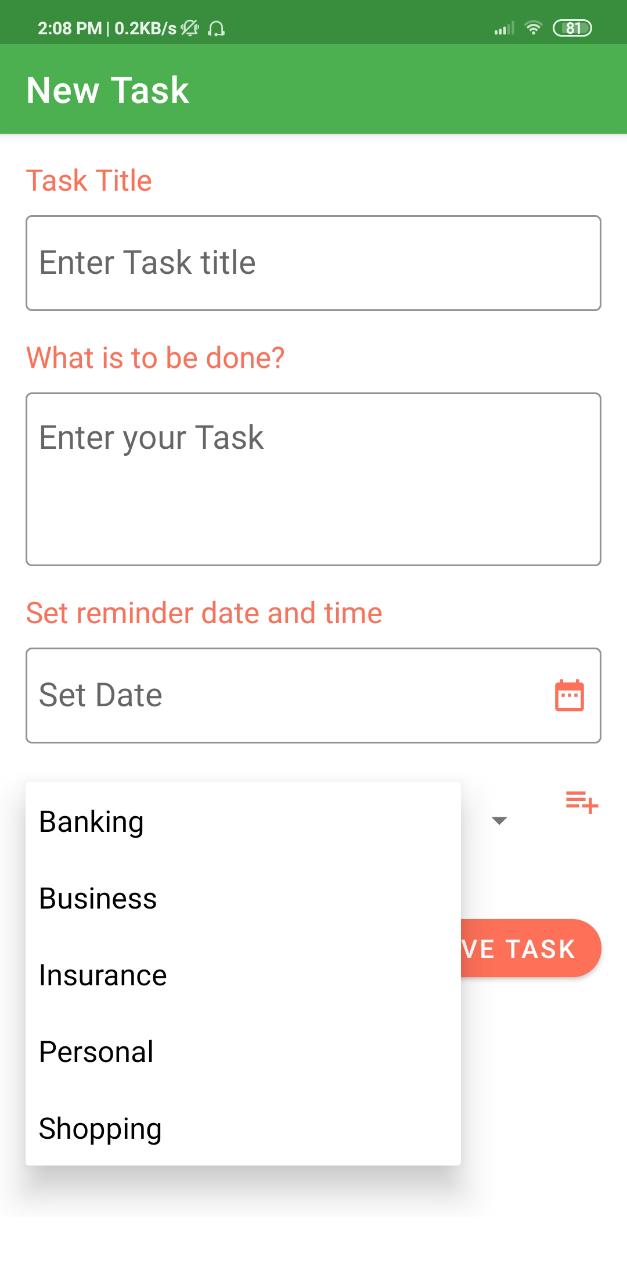 2:08 PM | 0.2KB/s 81
New Task
Task Title
Enter Task title
What is to be done?
Enter your Task
Set reminder date and time
Set Date
Banking
Business
VE TASK
Insurance
Personal
Shopping